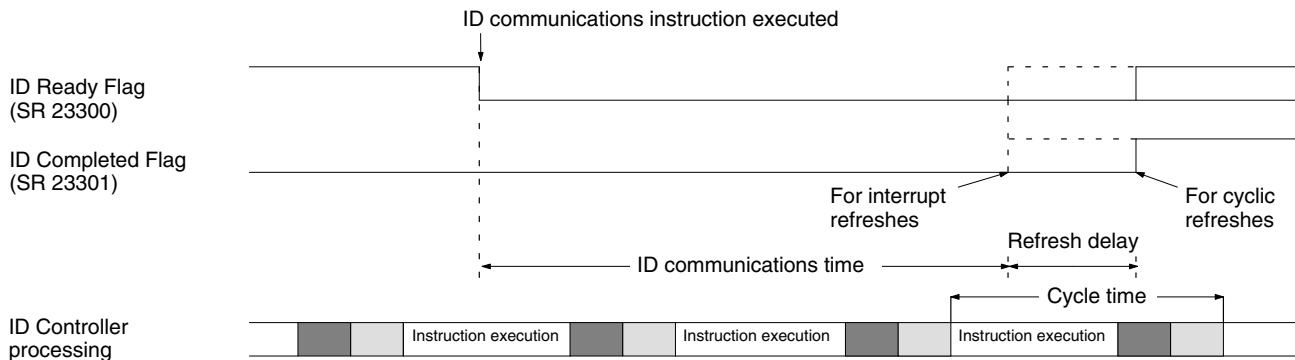 ID communications instruction executed
ID Ready Flag
(SR 23300)
ID Completed Flag
(SR 23301)
For interrupt
refreshes
For cyclic
refreshes
Refresh delay
ID communications time
Cycle time
ID Controller
processing
Instruction execution
Instruction execution
Instruction execution